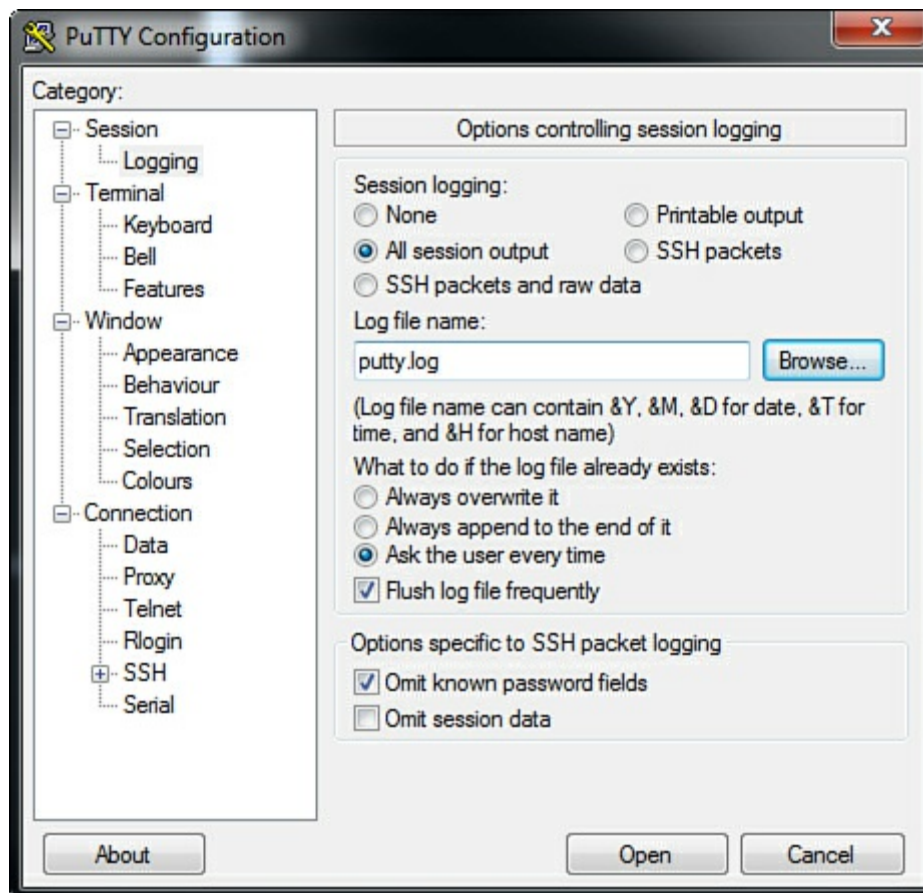 PuTTY Configuration
Category:
Session
Logging
Terminal
Keyboard
Bell
Features
Window
Appearance
Behaviour
Translation
Selection
Colours
Connection
Data
Proxy
Telnet
Rlogin
SSH
Serial
Options controlling session logging
Session logging:
None
Printable output
All session output
SSH packets
SSH packets and raw data
Log file name:
putty.log
Browse...
(Log file name can contain &Y, &M, &D for date, &T for
time, and &H for host name)
What to do if the log file already exists:
Always overwrite it
Always append to the end of it
Ask the user every time
Flush log file frequently
Options specific to SSH packet logging
Omit known password fields
Omit session data
About
Open
Cancel